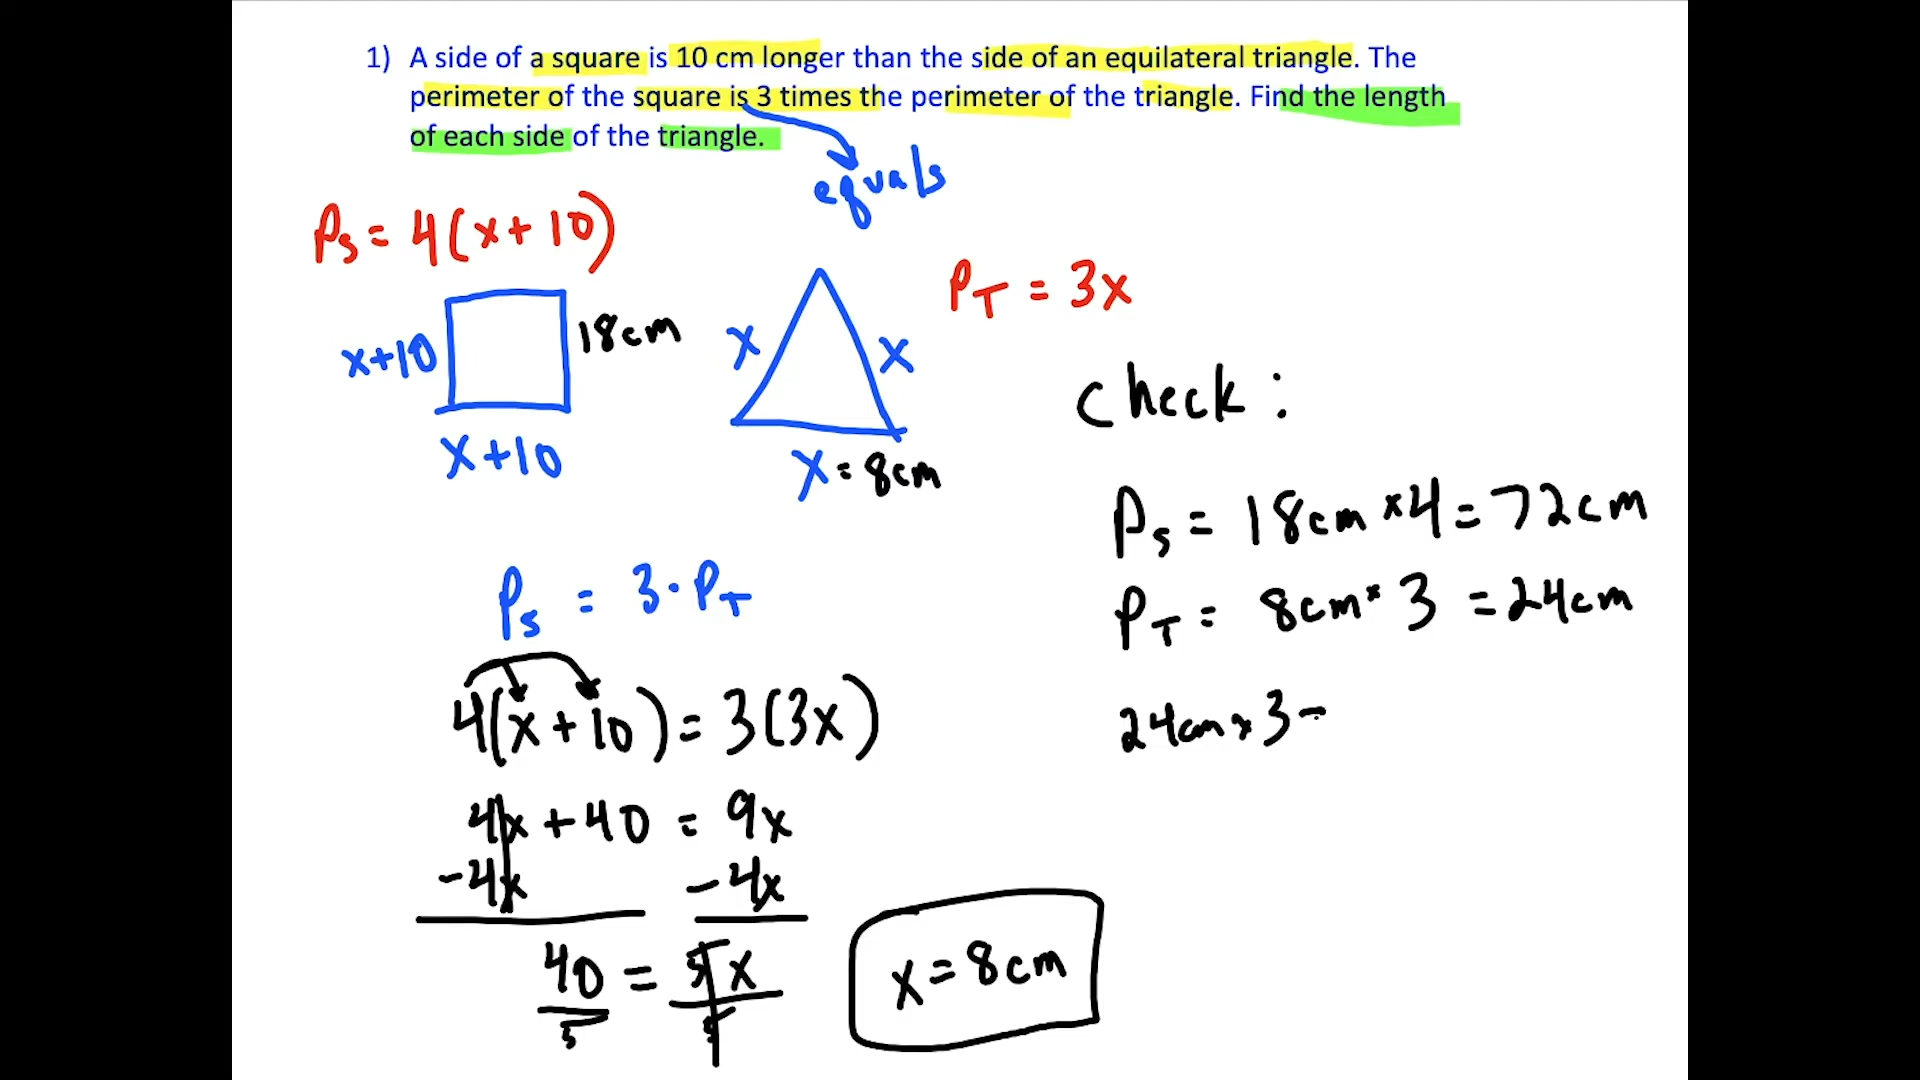 1) A side of a square is 10 cm longer than the side of an equilateral triangle. The
perimeter of the square is 3 times the perimeter of the triangle. Find the length
of each side of the triangle.
equals
Ps = 4(x+10)
PT = 3x
x+10
18cm
x
x
x+10
x = 8cm
check:
Ps = 18cm × 4 = 72cm
PT = 8cm × 3 = 24cm
24cm × 3 -
Ps = 3·PT
4(x+10) = 3(3x)
4x + 40 = 9x
-4x -4x
40 = 5x
5 5
x = 8cm